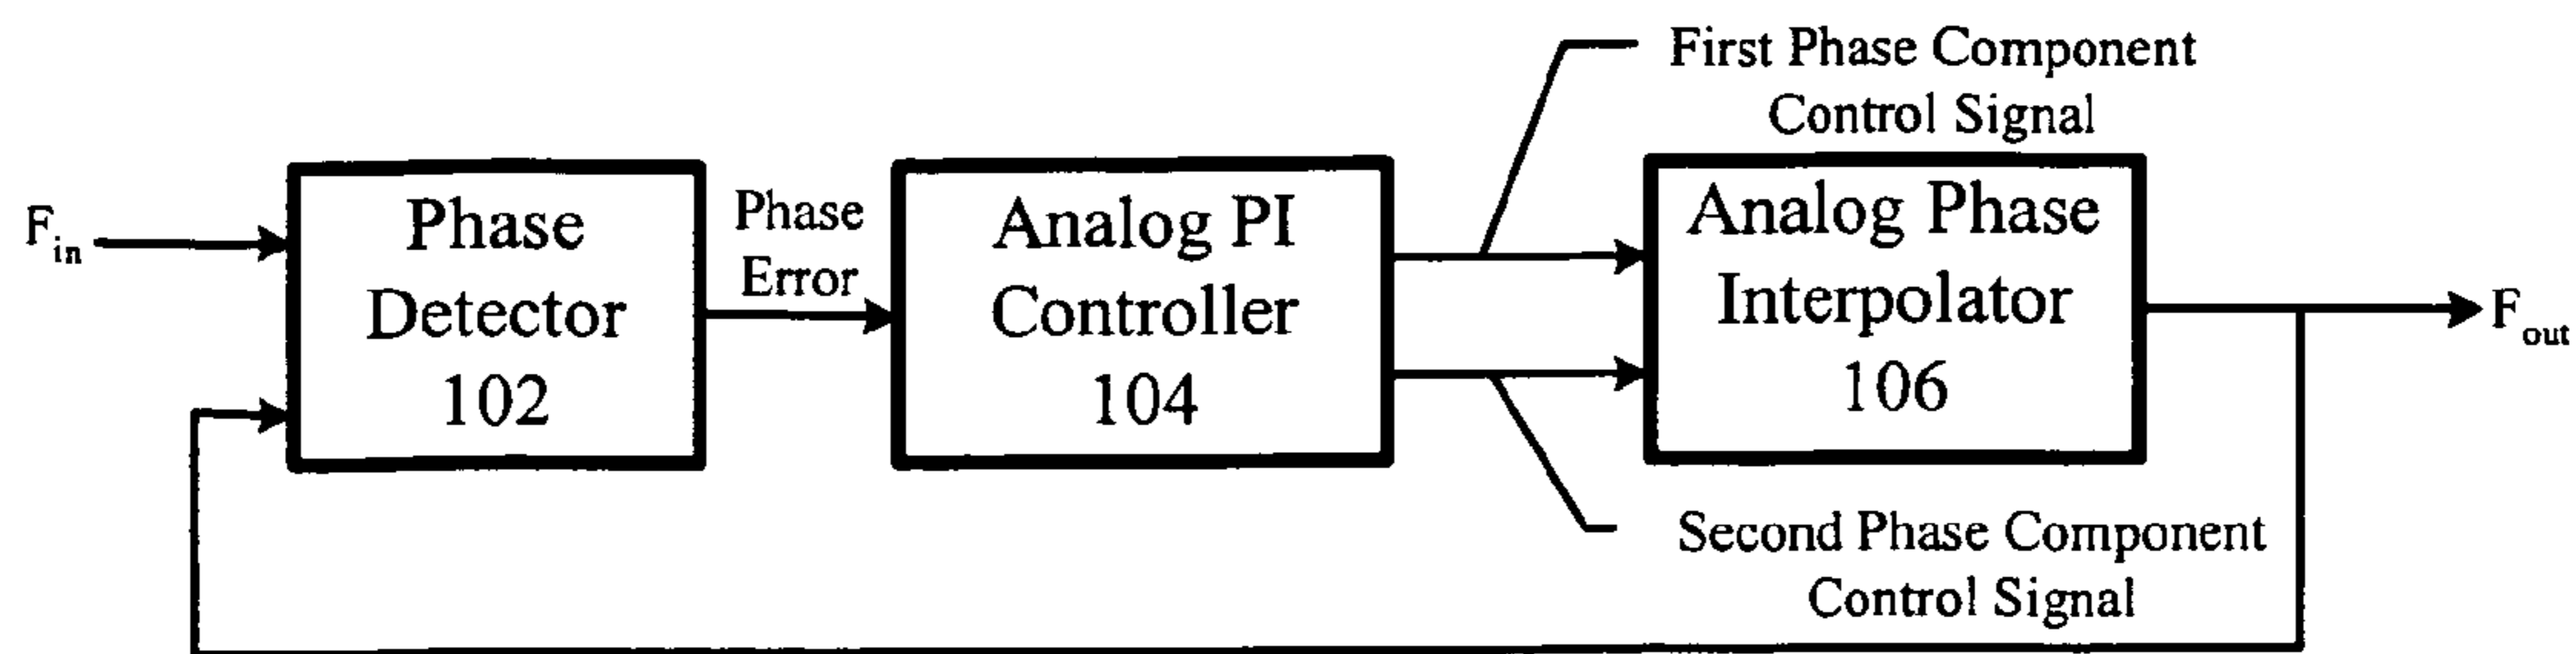 F_in
Phase
Detector
102
Phase
Error
Analog PI
Controller
104
First Phase Component
Control Signal
Analog Phase
Interpolator
106
Second Phase Component
Control Signal
F_out